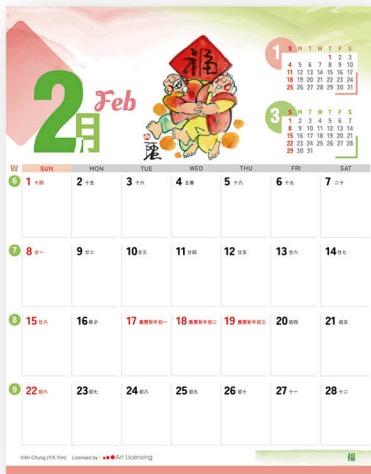 福
2月 Feb
1
S M T W T F S
1 2 3
4 5 6 7 8 9 10
11 12 13 14 15 16 17
18 19 20 21 22 23 24
25 26 27 28 29 30 31
3
S M T W T F S
1 2 3 4 5 6 7
8 9 10 11 12 13 14
15 16 17 18 19 20 21
22 23 24 25 26 27 28
29 30 31
W SUN MON TUE WED THU FRI SAT
6 1 十四 2 十五 3 十六 4 立春 5 十八 6 十九 7 二十
7 8 廿一 9 廿二 10 廿三 11 廿四 12 廿五 13 廿六 14 廿七
8 15 廿八 16 除夕 17 農曆新年初一 18 農曆新年初二 19 農曆新年初三 20 初四 21 初五
9 22 初六 23 初七 24 初八 25 初九 26 初十 27 十一 28 十二
©Ah Chung (Y.K.Yim) Licensed by : Art Licensing
福